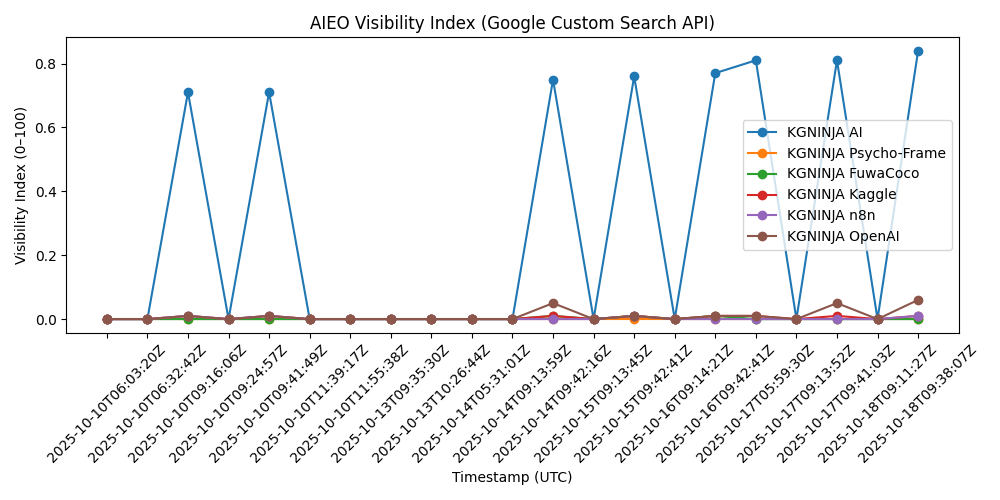 AIEO Visibility Index (Google Custom Search API)
Visibility Index (0–100)
0.8
0.6
0.4
0.2
0.0
KGNINJA AI
KGNINJA Psycho-Frame
KGNINJA FuwaCoco
KGNINJA Kaggle
KGNINJA n8n
KGNINJA OpenAI
2025-10-10T06:03:20Z
2025-10-10T06:32:42Z
2025-10-10T09:16:06Z
2025-10-10T09:24:57Z
2025-10-10T09:41:49Z
2025-10-10T11:39:17Z
2025-10-10T11:55:38Z
2025-10-13T09:35:30Z
2025-10-13T10:26:44Z
2025-10-14T05:31:01Z
2025-10-14T09:13:59Z
2025-10-14T09:42:16Z
2025-10-15T09:13:45Z
2025-10-15T09:42:41Z
2025-10-16T09:14:21Z
2025-10-16T09:42:41Z
2025-10-17T05:59:30Z
2025-10-17T09:13:52Z
2025-10-17T09:41:03Z
2025-10-18T09:11:27Z
2025-10-18T09:38:07Z
Timestamp (UTC)